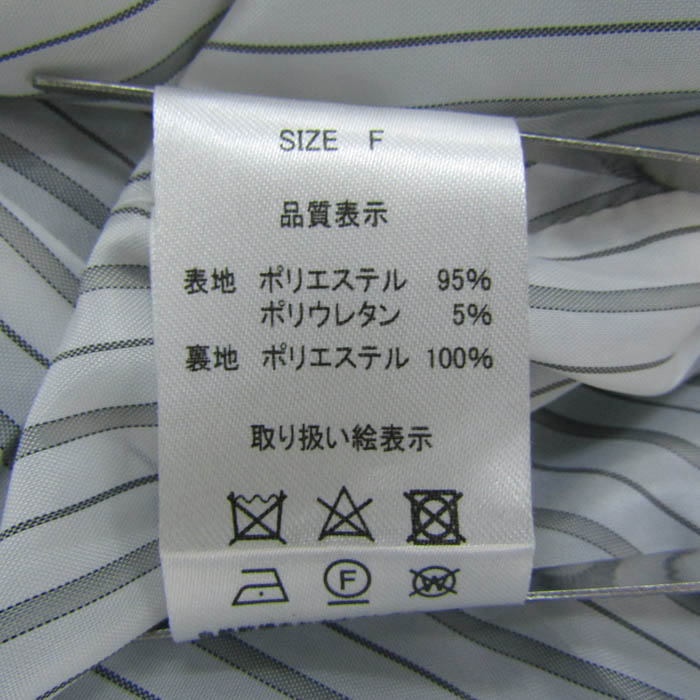 SIZE F
品質表示
表地 ポリエステル 95%
ポリウレタン 5%
裏地 ポリエステル 100%
取り扱い絵表示
F
W